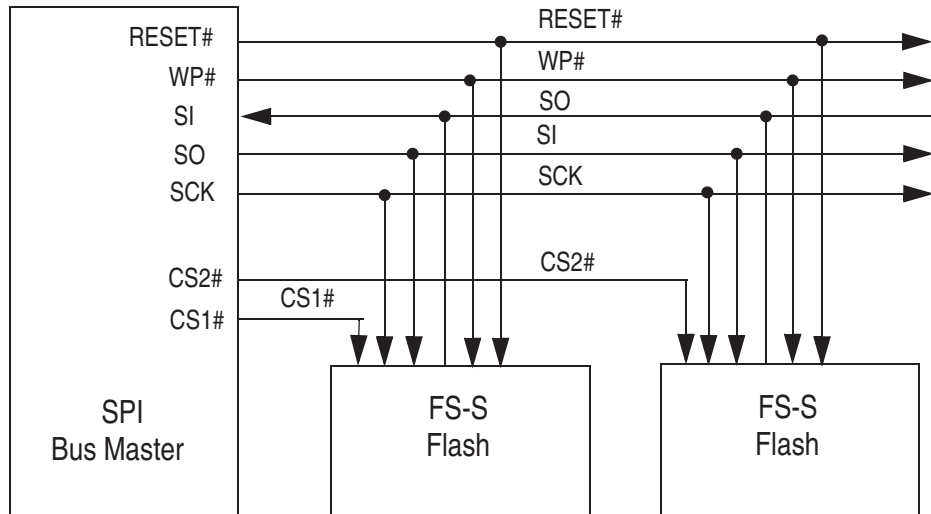 RESET#
RESET#
WP#
WP#
SI
SO
SO
SI
SCK
SCK
CS2#
CS2#
CS1#
CS1#
SPI
Bus Master
FS-S
Flash
FS-S
Flash